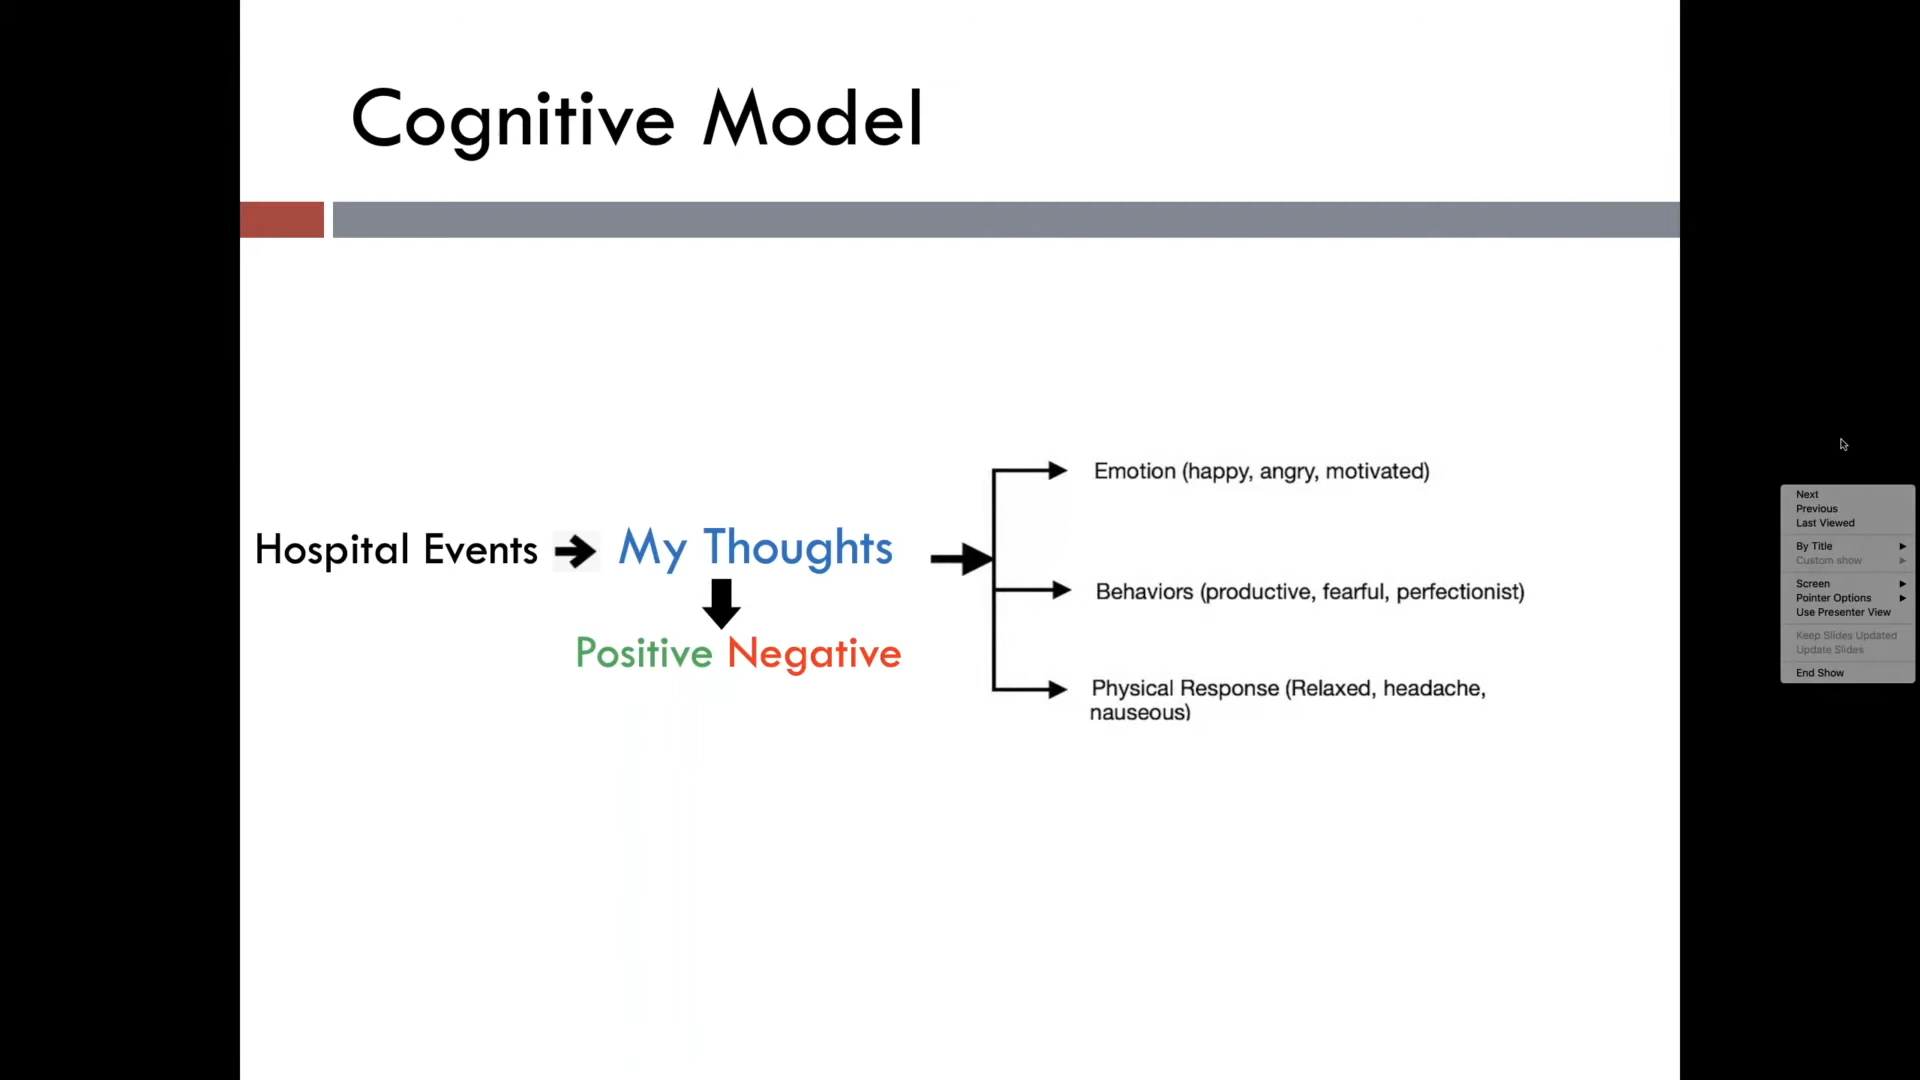 Cognitive Model
Hospital Events
My Thoughts
Positive Negative
Emotion (happy, angry, motivated)
Behaviors (productive, fearful, perfectionist)
Physical Response (Relaxed, headache,
nauseous)
Next
Previous
Last Viewed
By Title
Custom show
Screen
Pointer Options
Use Presenter View
Keep Slides Updated
Update Slides
End Show